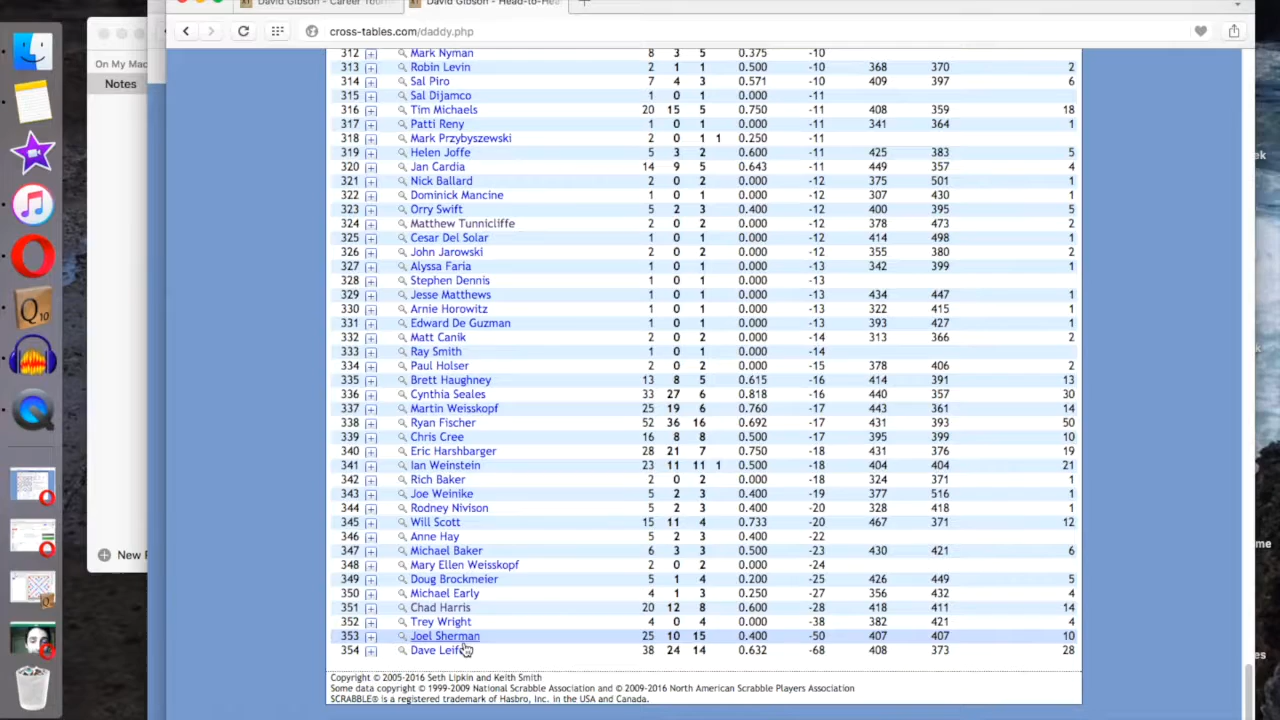 David Gibson - Career Tour
David Gibson - Head-to-Hea
cross-tables.com/daddy.php
On My Mac
Notes
New F
312 Mark Nyman 8 3 5 0.375 -10
313 Robin Levin 2 1 1 0.500 -10 368 370 2
314 Sal Piro 7 4 3 0.571 -10 409 397 6
315 Sal Dijamco 1 0 1 0.000 -11
316 Tim Michaels 20 15 5 0.750 -11 408 359 18
317 Patti Reny 1 0 1 0.000 -11 341 364 1
318 Mark Przybyszewski 2 0 1 1 0.250 -11
319 Helen Joffe 5 3 2 0.600 -11 425 383 5
320 Jan Cardia 14 9 5 0.643 -11 449 357 4
321 Nick Ballard 2 0 2 0.000 -12 375 501 1
322 Dominick Mancine 1 0 1 0.000 -12 307 430 1
323 Orry Swift 5 2 3 0.400 -12 400 395 5
324 Matthew Tunnicliffe 2 0 2 0.000 -12 378 473 2
325 Cesar Del Solar 1 0 1 0.000 -12 414 498 1
326 John Jarowski 2 0 2 0.000 -12 355 380 2
327 Alyssa Faria 1 0 1 0.000 -13 342 399 1
328 Stephen Dennis 1 0 1 0.000 -13
329 Jesse Matthews 1 0 1 0.000 -13 434 447 1
330 Arnie Horowitz 1 0 1 0.000 -13 322 415 1
331 Edward De Guzman 1 0 1 0.000 -13 393 427 1
332 Matt Canik 2 0 2 0.000 -14 313 366 2
333 Ray Smith 1 0 1 0.000 -14
334 Paul Holser 2 0 2 0.000 -15 378 406 2
335 Brett Haughney 13 8 5 0.615 -16 414 391 13
336 Cynthia Seales 33 27 6 0.818 -16 440 357 30
337 Martin Weisskopf 25 19 6 0.760 -17 443 361 14
338 Ryan Fischer 52 36 16 0.692 -17 431 393 50
339 Chris Cree 16 8 8 0.500 -17 395 399 10
340 Eric Harshbarger 28 21 7 0.750 -18 431 376 19
341 Ian Weinstein 23 11 11 1 0.500 -18 404 404 21
342 Rich Baker 2 0 2 0.000 -18 324 371 1
343 Joe Weinike 5 2 3 0.400 -19 377 516 1
344 Rodney Nivison 5 2 3 0.400 -20 328 418 1
345 Will Scott 15 11 4 0.733 -20 467 371 12
346 Anne Hay 5 2 3 0.400 -22
347 Michael Baker 6 3 3 0.500 -23 430 421 6
348 Mary Ellen Weisskopf 2 0 2 0.000 -24
349 Doug Brockmeier 5 1 4 0.200 -25 426 449 5
350 Michael Early 4 1 3 0.250 -27 356 432 4
351 Chad Harris 20 12 8 0.600 -28 418 411 14
352 Trey Wright 4 0 4 0.000 -38 382 421 4
353 Joel Sherman 25 10 15 0.400 -50 407 407 10
354 Dave 38 24 14 0.632 -68 408 373 28
Copyright © 2005-2016 Seth Lipkin and Keith Smith
Some data copyright © 1999-2009 National Scrabble Association and © 2009-2016 North American Scrabble Players Association
SCRABBLE® is a registered trademark of Hasbro, Inc. in the USA and Canada.